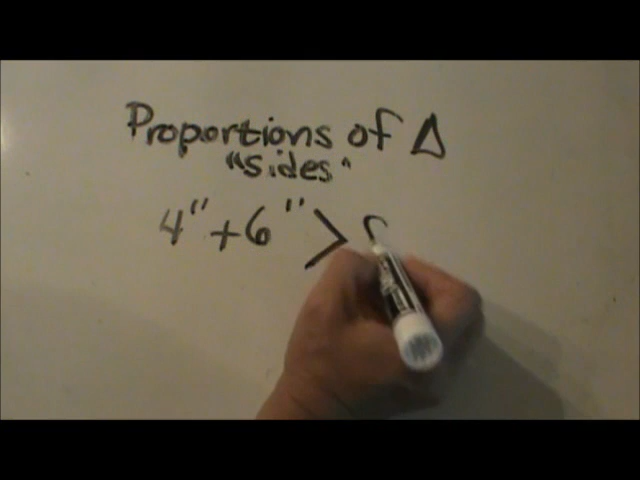 Proportions of Δ
"Sides"
4" + 6" >